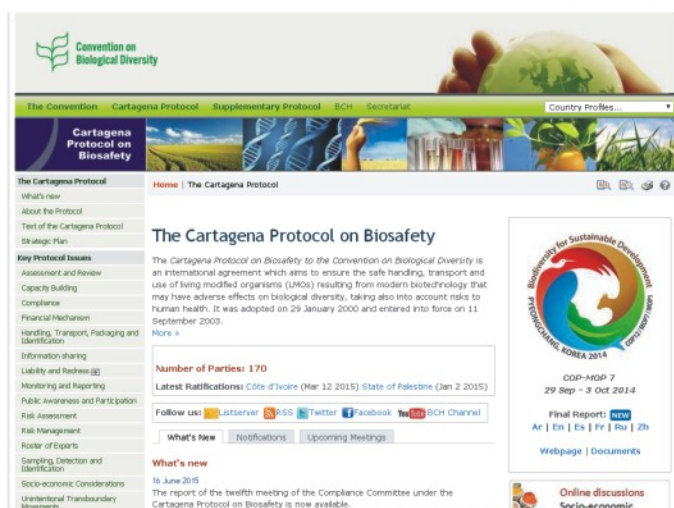 Convention on
Biological Diversity
The Convention Cartagena Protocol Supplementary Protocol BCH Secretariat Country Profiles...
Cartagena
Protocol on
Biosafety
The Cartagena Protocol
What's new
About the Protocol
Text of the Cartagena Protocol
Strategic Plan
Key Protocol Issues
Assessment and Review
Capacity Building
Compliance
Financial Mechanism
Handling, Transport, Packaging and
Identification
Information-sharing
Liability and Redress
Monitoring and Reporting
Public Awareness and Participation
Risk Assessment
Risk Management
Roster of Experts
Sampling, Detection and
Identification
Socio-economic Considerations
Unintentional Transboundary
Movements
Home | The Cartagena Protocol
The Cartagena Protocol on Biosafety
The Cartagena Protocol on Biosafety to the Convention on Biological Diversity is
an international agreement which aims to ensure the safe handling, transport and
use of living modified organisms (LMOs) resulting from modern biotechnology that
may have adverse effects on biological diversity, taking also into account risks to
human health. It was adopted on 29 January 2000 and entered into force on 11
September 2003.
More »
Number of Parties: 170
Latest Ratifications: Côte d'Ivoire (Mar 12 2015) State of Palestine (Jan 2 2015)
Follow us: Listserver RSS Twitter Facebook YouTube BCH Channel
What's New Notifications Upcoming Meetings
What's new
16 June 2015
The report of the twelfth meeting of the Compliance Committee under the
Cartagena Protocol on Biosafety is now available.
Biodiversity for Sustainable Development
PYEONGCHANG, KOREA 2014
COP12/MOP7/MOP1
COP-MOP 7
29 Sep - 3 Oct 2014
Final Report: NEW
Ar | En | Es | Fr | Ru | Zh
Webpage | Documents
Online discussions
Socio-economic